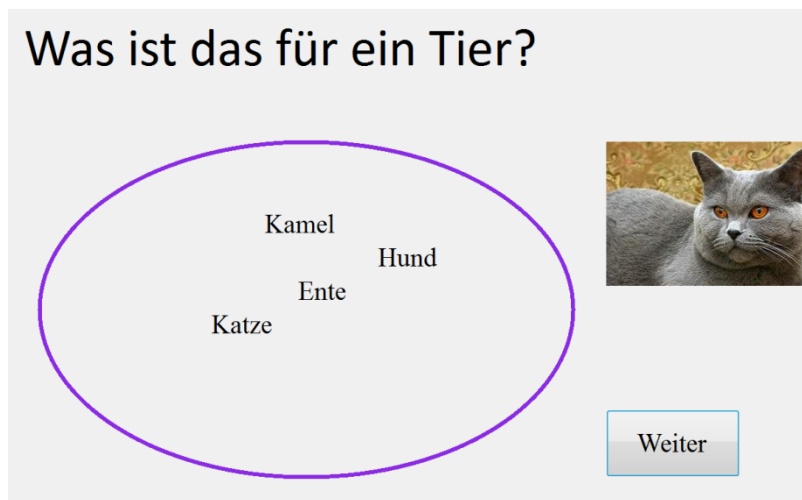 Was ist das für ein Tier?
Kamel
Hund
Ente
Katze
Weiter